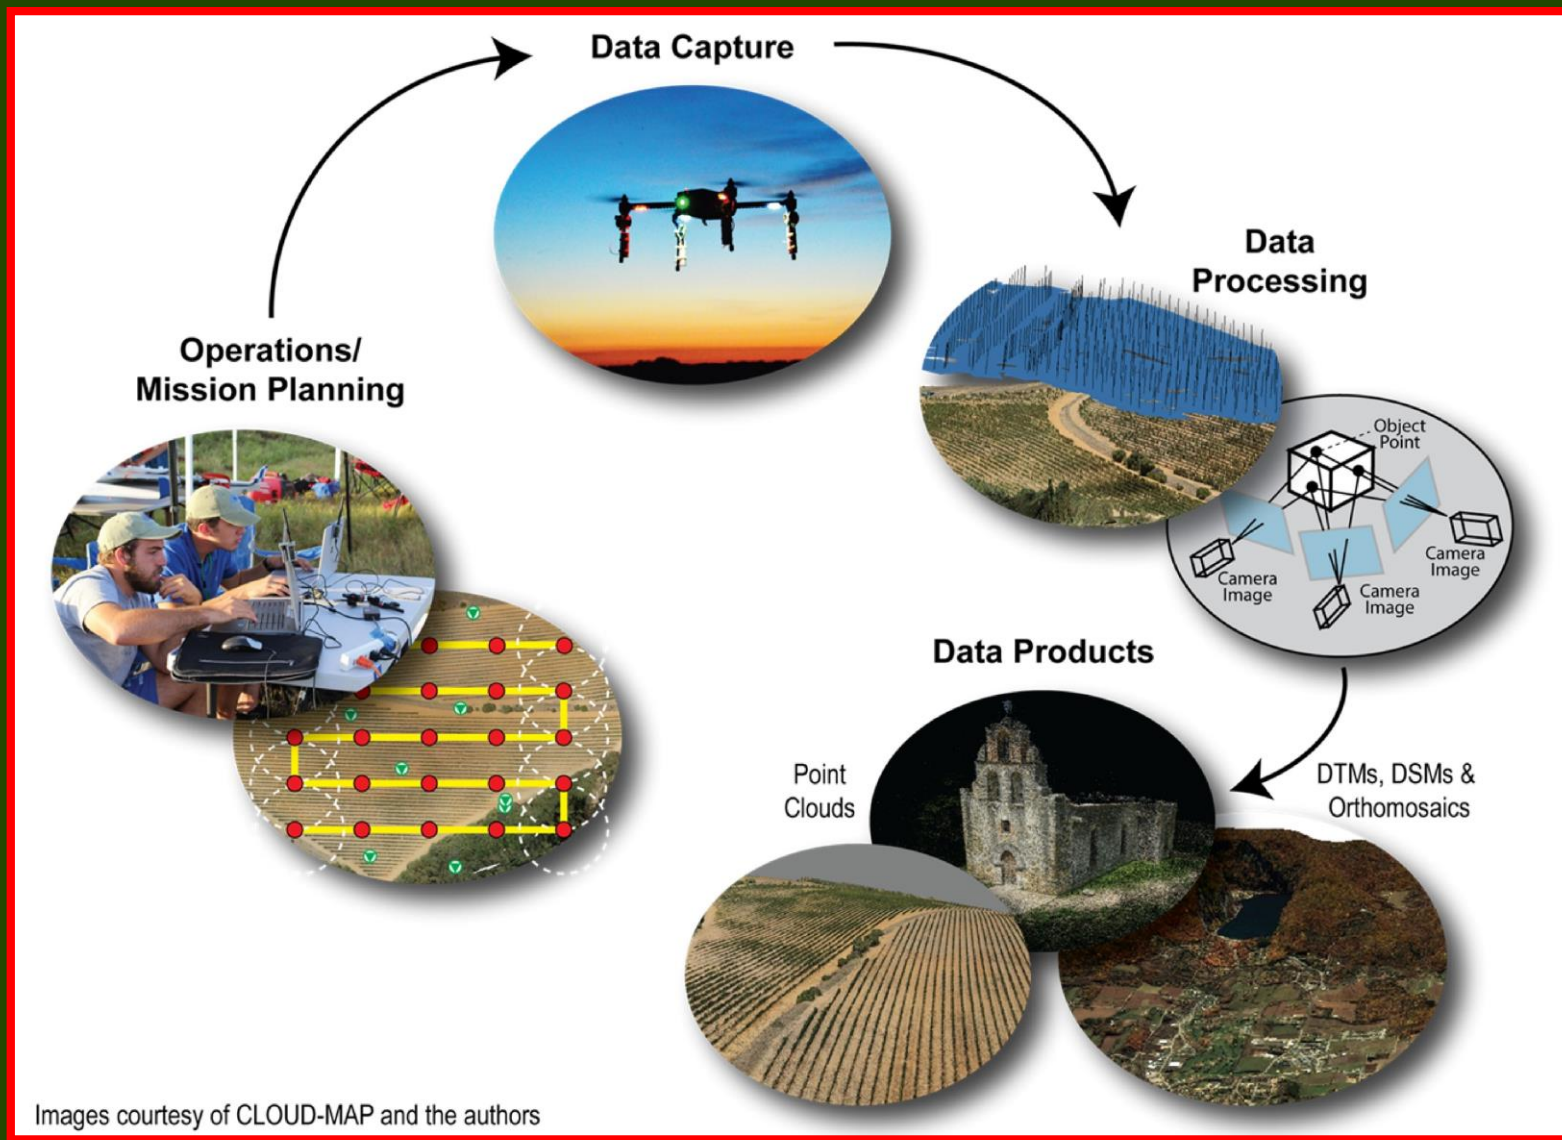 Data Capture
Data
Processing
Operations/
Mission Planning
Object
Point
Camera
Image
Camera
Image
Camera
Image
Data Products
Point
Clouds
DTMs, DSMs &
Orthomosaics
Images courtesy of CLOUD-MAP and the authors